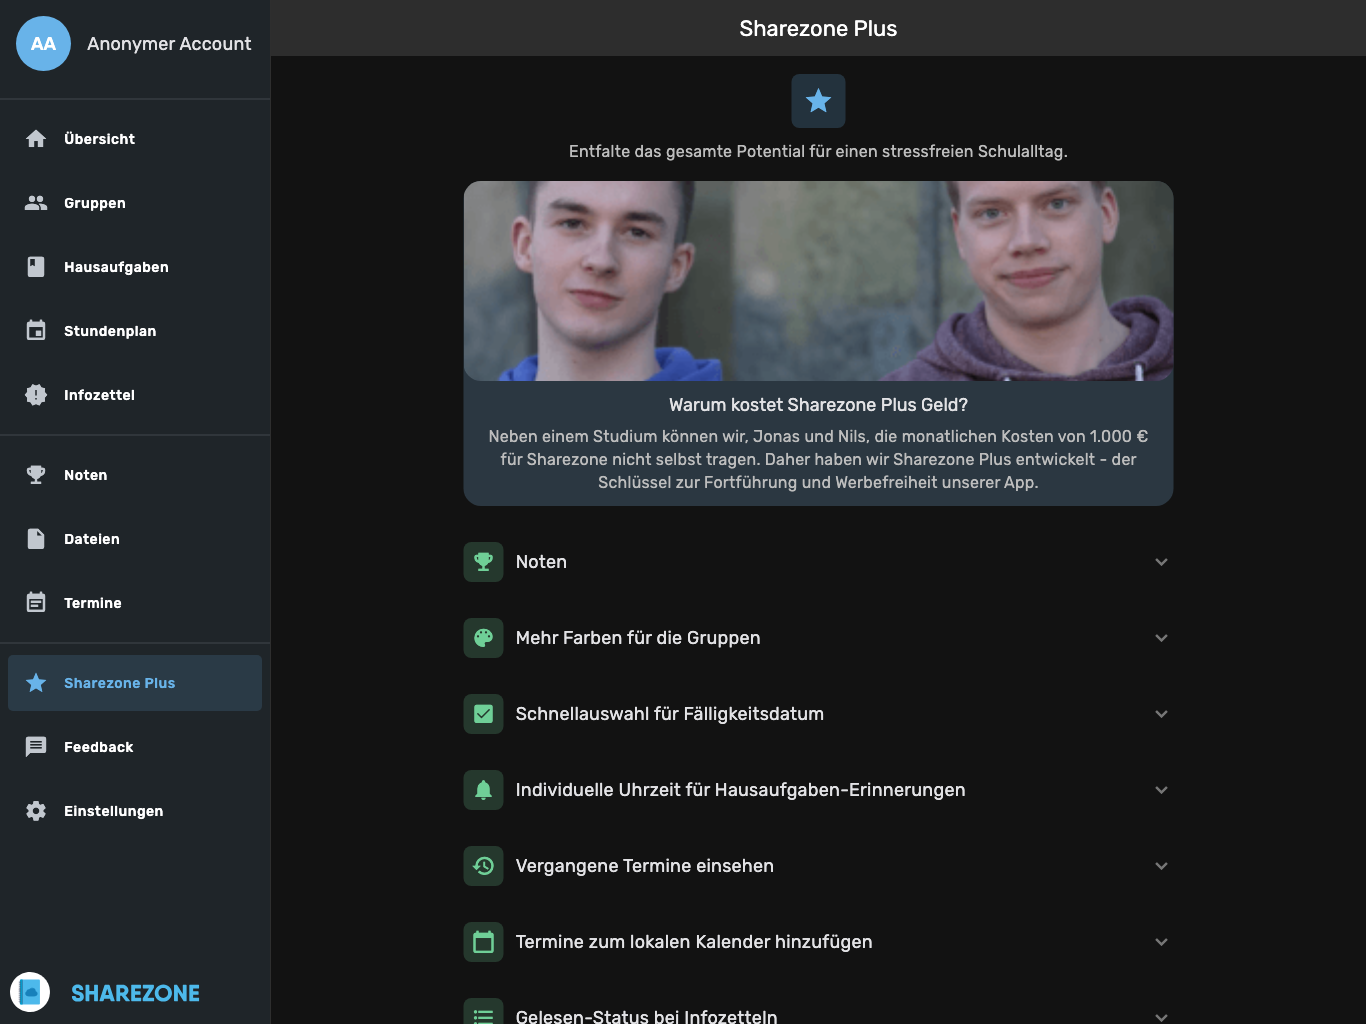 AA
Anonymer Account
Übersicht
Gruppen
Hausaufgaben
Stundenplan
Infozettel
Noten
Dateien
Termine
Sharezone Plus
Feedback
Einstellungen
SHAREZONE
Sharezone Plus
Entfalte das gesamte Potential für einen stressfreien Schulalltag.
Warum kostet Sharezone Plus Geld?
Neben einem Studium können wir, Jonas und Nils, die monatlichen Kosten von 1.000 €
für Sharezone nicht selbst tragen. Daher haben wir Sharezone Plus entwickelt - der
Schlüssel zur Fortführung und Werbefreiheit unserer App.
Noten
Mehr Farben für die Gruppen
Schnellauswahl für Fälligkeitsdatum
Individuelle Uhrzeit für Hausaufgaben-Erinnerungen
Vergangene Termine einsehen
Termine zum lokalen Kalender hinzufügen
Gelesen-Status bei Infozetteln